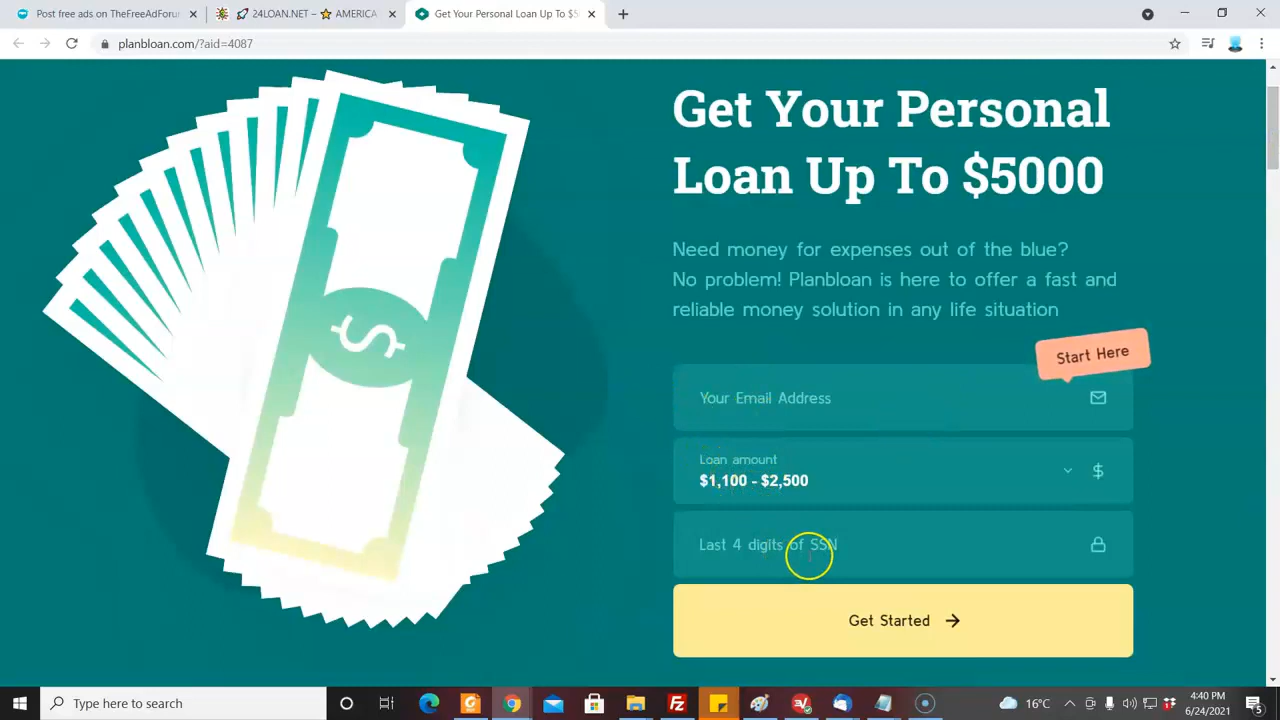 Post free ads on TheFreeAdForu
24LOAN.NET – ⭐ AMERICA
Get Your Personal Loan Up To $5
planbloan.com/?aid=4087
Get Your Personal
Loan Up To $5000
Need money for expenses out of the blue?
No problem! Planbloan is here to offer a fast and
reliable money solution in any life situation
Start Here
Your Email Address
Loan amount
$1,100 - $2,500
Last 4 digits of SSN
Get Started
Type here to search
16°C
4:40 PM
6/24/2021
5